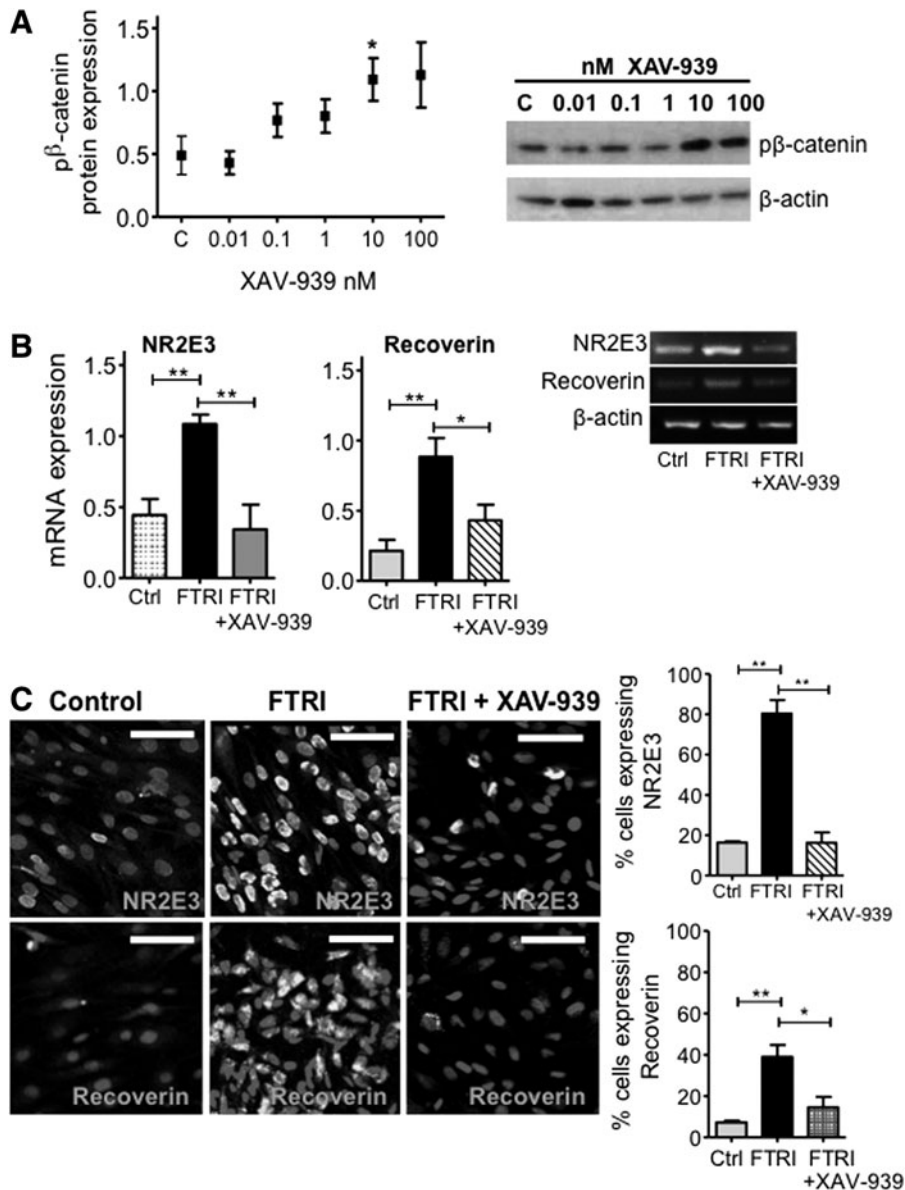 A
pβ-catenin
protein expression
1.5
1.0
0.5
0.0
*
C 0.01 0.1 1 10 100
XAV-939 nM
nM XAV-939
C 0.01 0.1 1 10 100
pβ-catenin
β-actin
B
mRNA expression
NR2E3
1.5
1.0
0.5
0.0
**
**
Ctrl FTRI FTRI
+XAV-939
Recoverin
1.5
1.0
0.5
0.0
**
*
Ctrl FTRI FTRI
+XAV-939
NR2E3
Recoverin
β-actin
Ctrl FTRI FTRI
+XAV-939
C Control FTRI FTRI + XAV-939
NR2E3 NR2E3 NR2E3
Recoverin Recoverin Recoverin
% cells expressing
NR2E3
100
80
60
40
20
0
**
**
Ctrl FTRI FTRI
+XAV-939
% cells expressing
Recoverin
100
80
60
40
20
0
**
*
Ctrl FTRI FTRI
+XAV-939